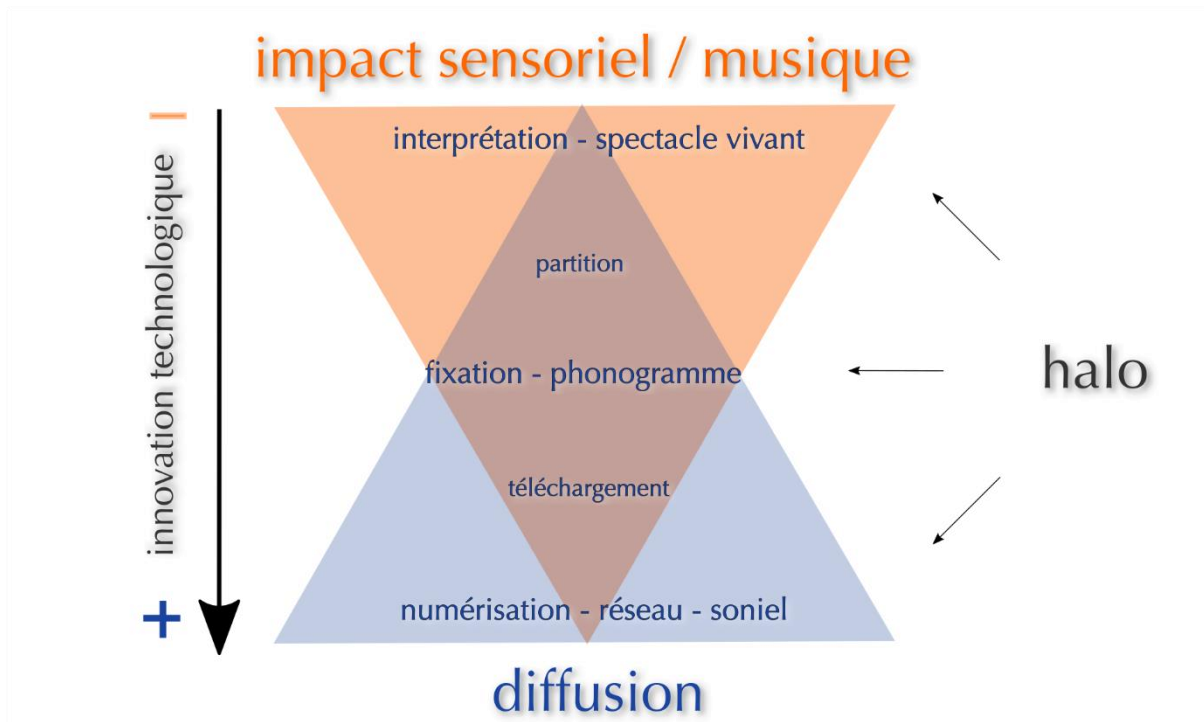 impact sensoriel / musique
–
innovation technologique
+
interprétation - spectacle vivant
partition
fixation - phonogramme
téléchargement
numérisation - réseau - soniel
halo
diffusion